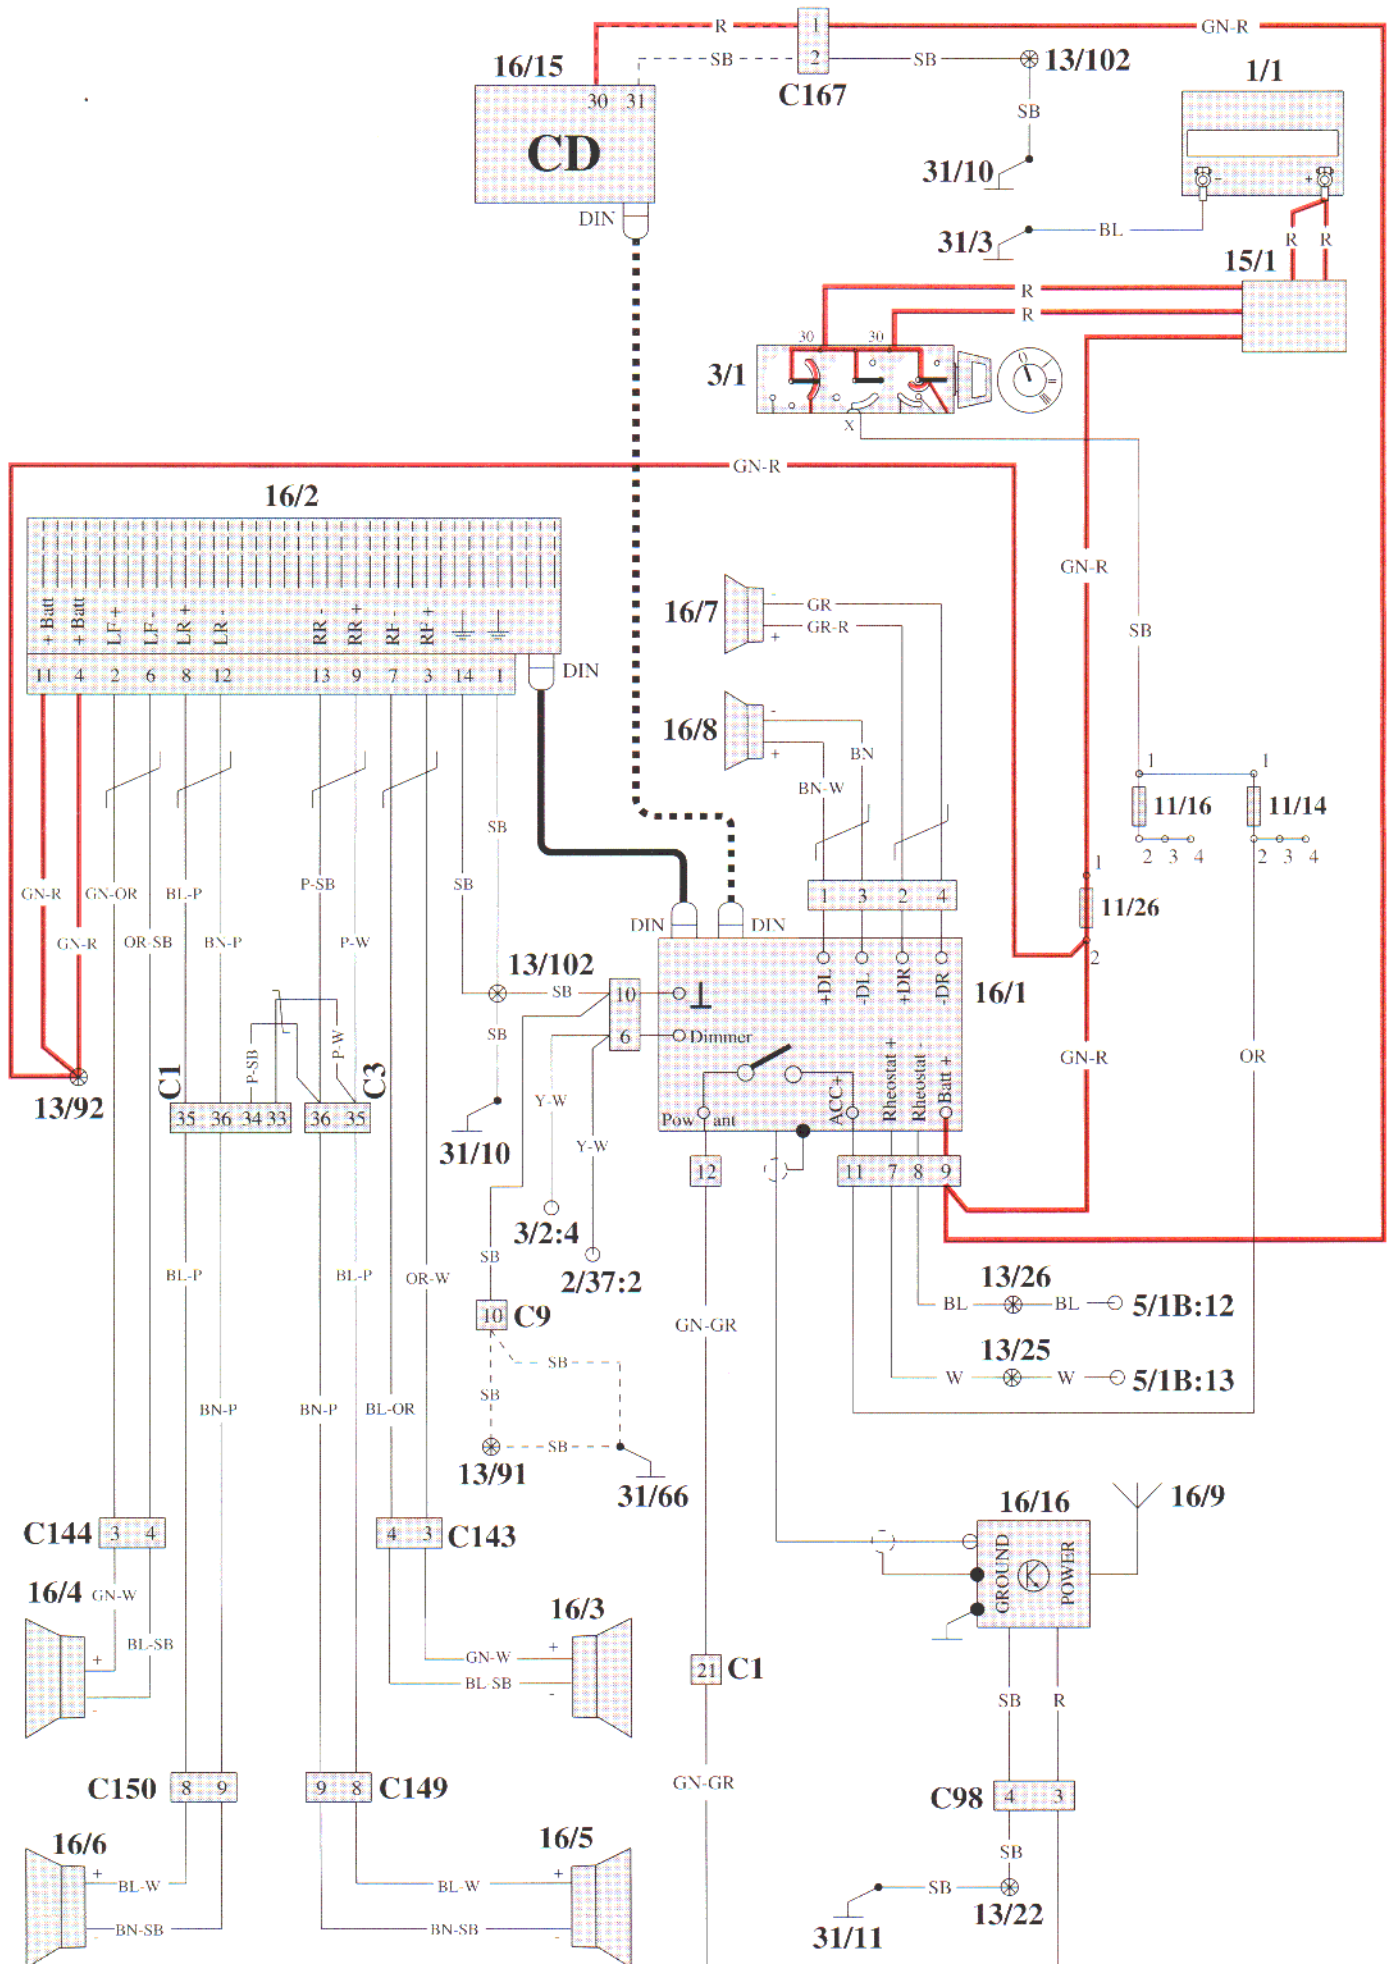 R
1
GN-R
SB
2
SB
13/102
1/1
16/15
C167
30 31
CD
SB
31/10
- +
DIN
31/3
BL
R R
15/1
R
R
30 30
3/1
0 I II III
X
GN-R
16/2
GN-R
SB
+ Batt
+ Batt
LF +
LF -
LR +
LR -
RR -
RR +
RF -
RF +
11 4 2 6 8 12 13 9 7 3 14 1
DIN
16/7
- GR
+ GR-R
16/8
-
+
BN
BN-W
1 1
11/16
11/14
2 3 4
2 3 4
SB
GN-R
GN-OR
BL-P
P-SB
SB
GN-R
OR-SB
BN-P
P-W
1 3 2 4
1
11/26
2
DIN DIN
13/102
SB
10
6
Dimmer
+DL
-DL
+DR
-DR
16/1
SB
P-SB
P-W
C1
C3
13/92
35 36 34 33
36 35
Y-W
Y-W
Pow ant
ACC+
Rheostat +
Rheostat -
Batt +
GN-R
OR
31/10
12
11 7 8 9
3/2:4
2/37:2
SB
BL-P
BL-P
OR-W
10
C9
GN-GR
13/26
BL
BL
5/1B:12
13/25
W
W
5/1B:13
SB
SB
BN-P
BN-P
BL-OR
SB
13/91
31/66
C144
3 4
4 3
C143
16/16
16/9
GROUND
POWER
K
16/4
GN-W
16/3
BL-SB
+
-
GN-W
BL-SB
+
-
21
C1
SB
R
C150
8 9
9 8
C149
GN-GR
C98
4 3
16/6
16/5
SB
+
BL-W
BL-W
+
BN-SB
-
BN-SB
-
SB
13/22
31/11